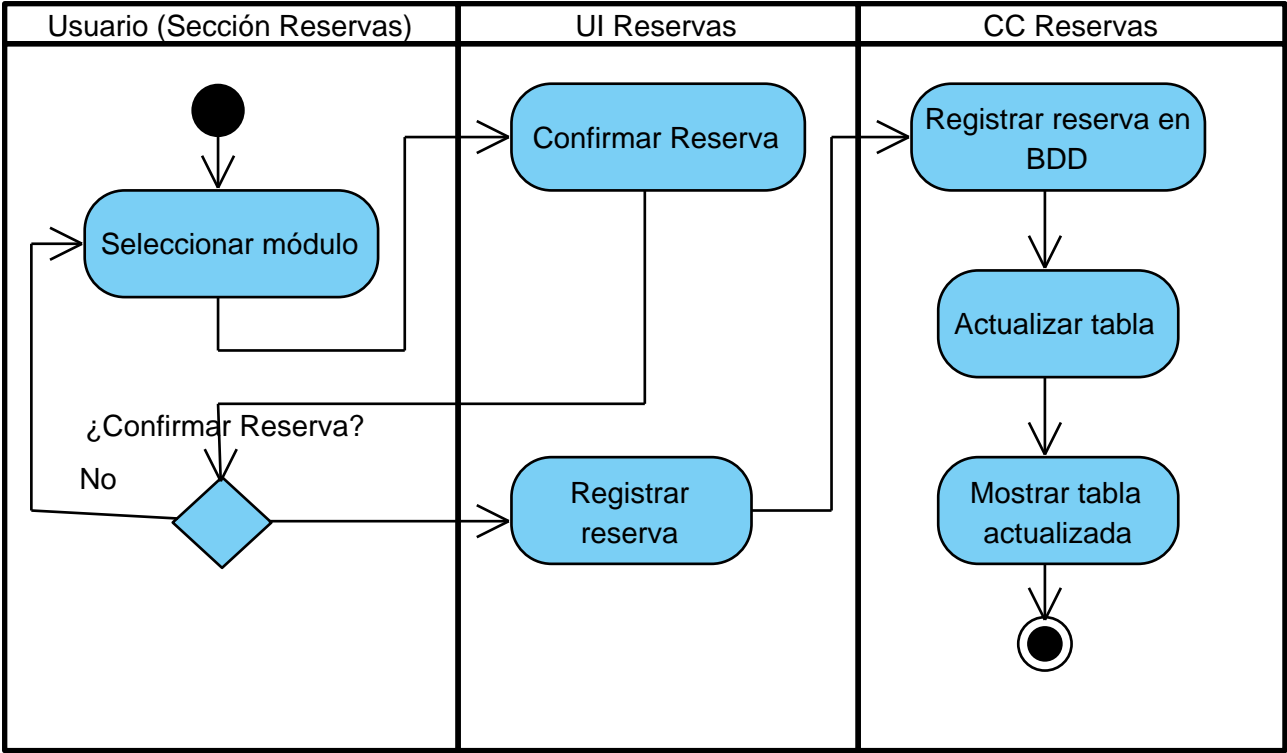 Usuario (Sección Reservas)
UI Reservas
CC Reservas
Seleccionar módulo
Confirmar Reserva
Registrar reserva en
BDD
Actualizar tabla
¿Confirmar Reserva?
No
Registrar
reserva
Mostrar tabla
actualizada